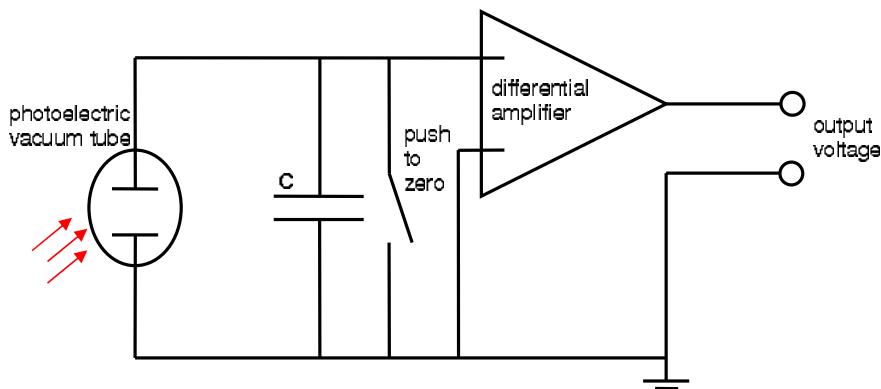 photoelectric
vacuum tube
C
push
to
zero
differential
amplifier
output
voltage